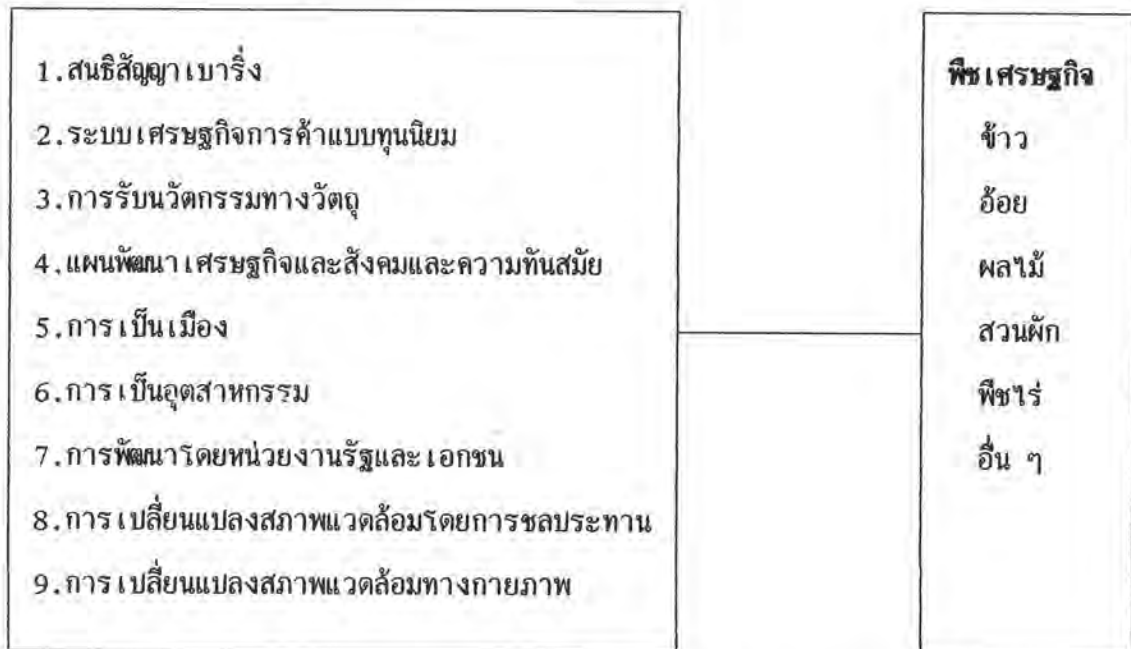 1.สนธิสัญญาเบาริ่ง
2.ระบบเศรษฐกิจการค้าแบบทุนนิยม
3.การรับนวัตกรรมทางวัตถุ
4.แผนพัฒนาเศรษฐกิจและสังคมและความทันสมัย
5.การเป็นเมือง
6.การเป็นอุตสาหกรรม
7.การพัฒนาโดยหน่วยงานรัฐและเอกชน
8.การเปลี่ยนแปลงสภาพแวดล้อมโดยการชลประทาน
9.การเปลี่ยนแปลงสภาพแวดล้อมทางกายภาพ
พืชเศรษฐกิจ
ข้าว
อ้อย
ผลไม้
สวนผัก
พืชไร่
อื่น ๆ